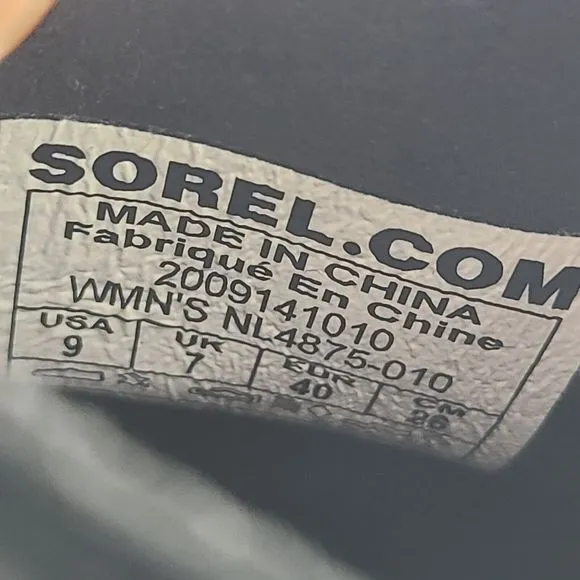 SOREL.COM
MADE IN CHINA
Fabriqué En Chine
2009141010
WMN'S NL4875-010
USA UK EUR CM
9 7 40 26